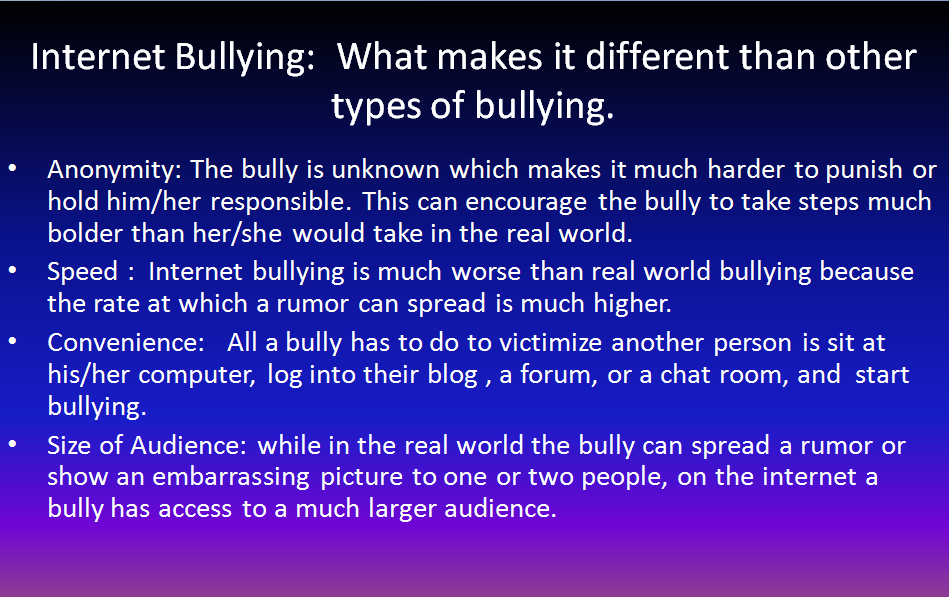 Internet Bullying:  What makes it different than other
types of bullying.
• Anonymity: The bully is unknown which makes it much harder to punish or
hold him/her responsible. This can encourage the bully to take steps much
bolder than her/she would take in the real world.
• Speed :  Internet bullying is much worse than real world bullying because
the rate at which a rumor can spread is much higher.
• Convenience:   All a bully has to do to victimize another person is sit at
his/her computer, log into their blog , a forum, or a chat room, and  start
bullying.
• Size of Audience: while in the real world the bully can spread a rumor or
show an embarrassing picture to one or two people, on the internet a
bully has access to a much larger audience.